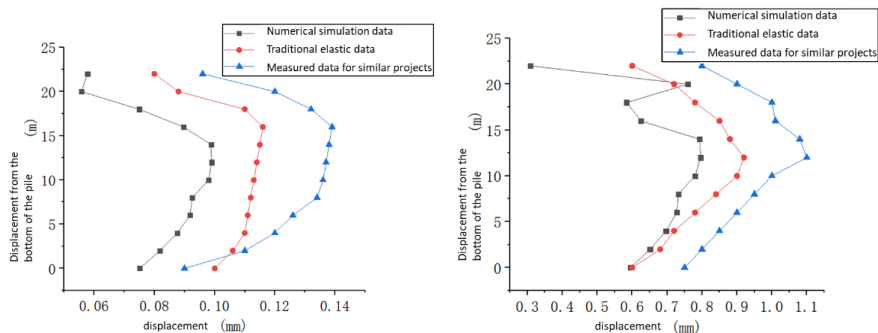 Numerical simulation data
Traditional elastic data
Measured data for similar projects
25
20
15
10
5
0
Displacement from the
bottom of the pile (m)
0.06 0.08 0.10 0.12 0.14
displacement (mm)
Numerical simulation data
Traditional elastic data
Measured data for similar projects
25
20
15
10
5
0
Displacement from the
bottom of the pile (m)
0.3 0.4 0.5 0.6 0.7 0.8 0.9 1.0 1.1
displacement (mm)